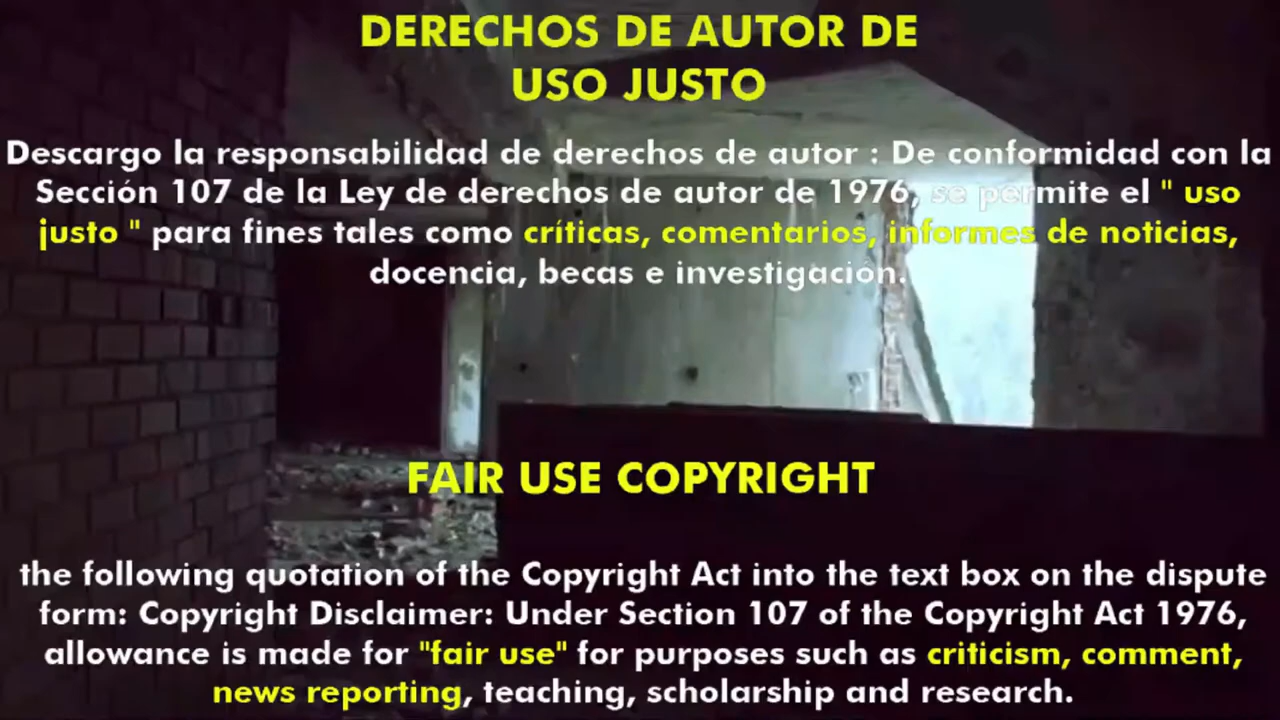 DERECHOS DE AUTOR DE
USO JUSTO
Descargo la responsabilidad de derechos de autor : De conformidad con la
Sección 107 de la Ley de derechos de autor de 1976, se permite el " uso
justo " para fines tales como críticas, comentarios, informes de noticias,
docencia, becas e investigación.
FAIR USE COPYRIGHT
the following quotation of the Copyright Act into the text box on the dispute
form: Copyright Disclaimer: Under Section 107 of the Copyright Act 1976,
allowance is made for "fair use" for purposes such as criticism, comment,
news reporting, teaching, scholarship and research.